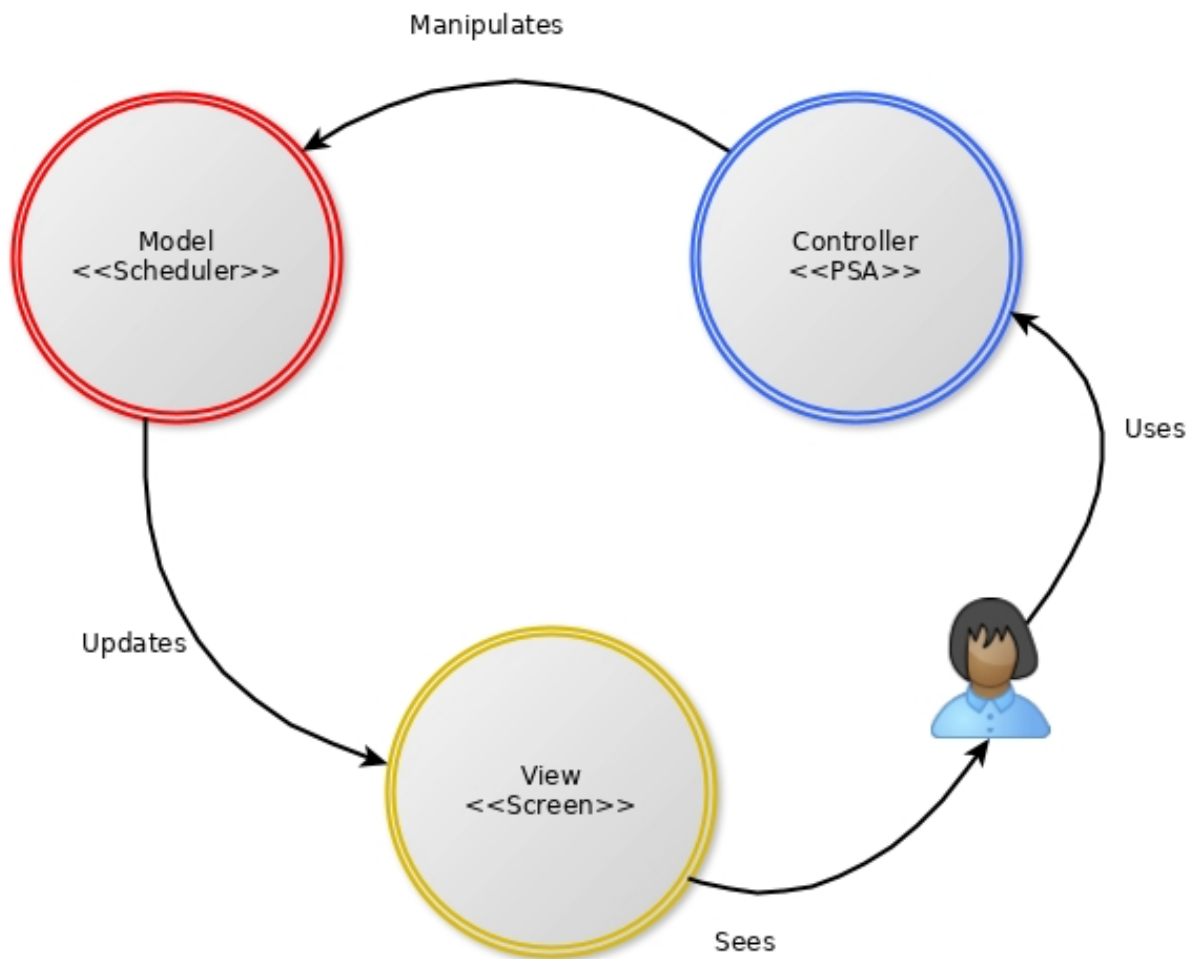 Manipulates
Model
<<Scheduler>>
Controller
<<PSA>>
Uses
Updates
View
<<Screen>>
Sees